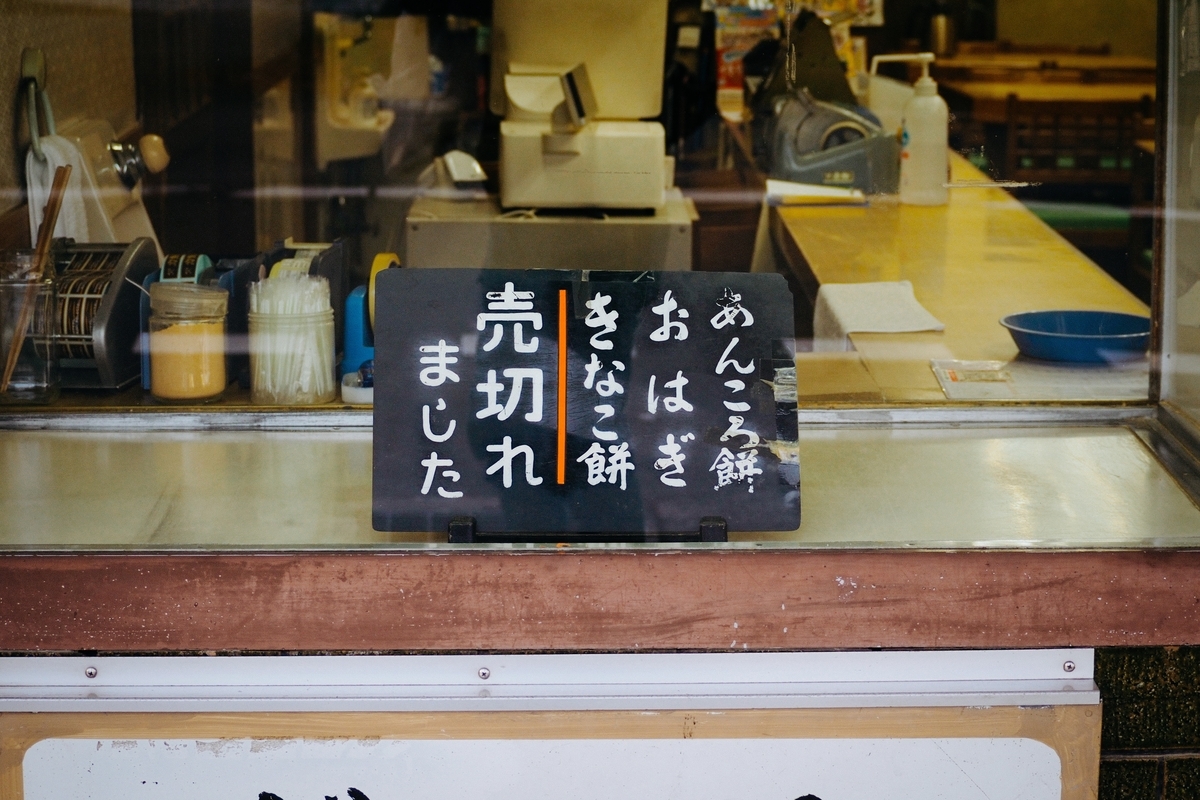 あんころ餅
おはぎ
きなこ餅
売切れ
ました